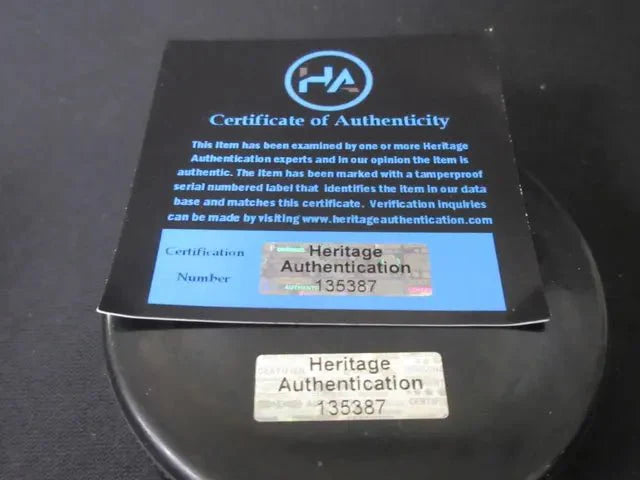 HA
Certificate of Authenticity
This item has been examined by one or more Heritage
Authentication experts and in our opinion the item is
authentic. The item has been marked with a tamperproof
serial numbered label that identifies the item in our data
base and matches this certificate. Verification inquiries
can be made by visiting www.heritageauthentication.com
Certification
Number
Heritage
Authentication
135387
Heritage
Authentication
135387